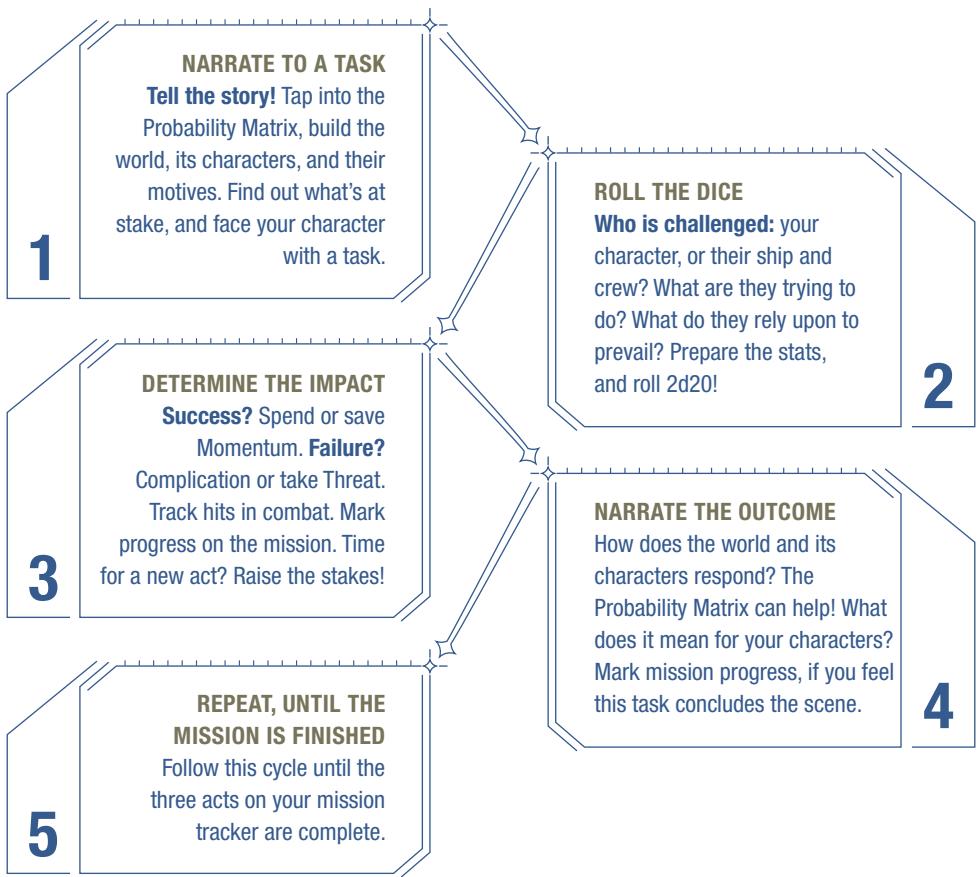 1
NARRATE TO A TASK
Tell the story! Tap into the
Probability Matrix, build the
world, its characters, and their
motives. Find out what’s at
stake, and face your character
with a task.
2
ROLL THE DICE
Who is challenged: your
character, or their ship and
crew? What are they trying to
do? What do they rely upon to
prevail? Prepare the stats,
and roll 2d20!
3
DETERMINE THE IMPACT
Success? Spend or save
Momentum. Failure?
Complication or take Threat.
Track hits in combat. Mark
progress on the mission. Time
for a new act? Raise the stakes!
4
NARRATE THE OUTCOME
How does the world and its
characters respond? The
Probability Matrix can help! What
does it mean for your characters?
Mark mission progress, if you feel
this task concludes the scene.
5
REPEAT, UNTIL THE
MISSION IS FINISHED
Follow this cycle until the
three acts on your mission
tracker are complete.